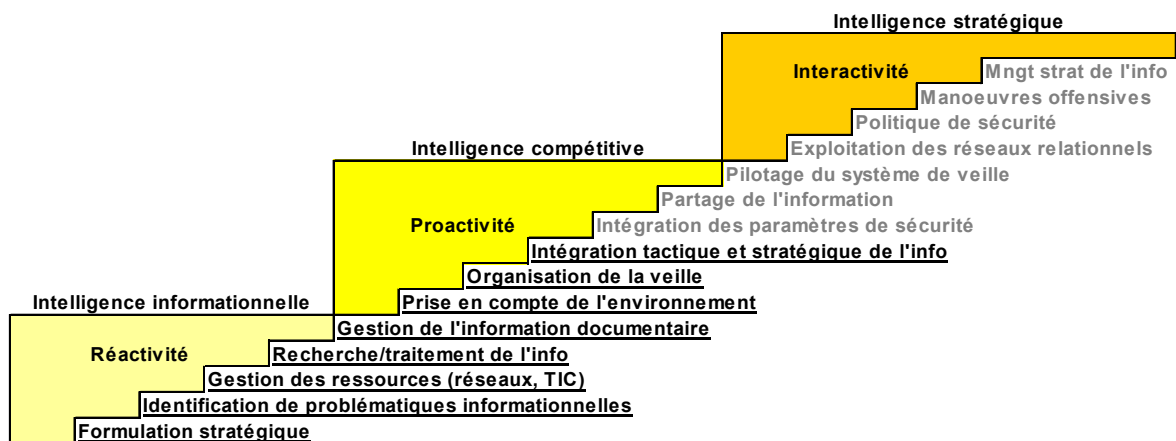 Intelligence stratégique
Interactivité
Mngt strat de l'info
Manoeuvres offensives
Politique de sécurité
Intelligence compétitive
Exploitation des réseaux relationnels
Pilotage du système de veille
Partage de l'information
Proactivité
Intégration des paramètres de sécurité
Intégration tactique et stratégique de l'info
Organisation de la veille
Intelligence informationnelle
Prise en compte de l'environnement
Gestion de l'information documentaire
Réactivité
Recherche/traitement de l'info
Gestion des ressources (réseaux, TIC)
Identification de problématiques informationnelles
Formulation stratégique